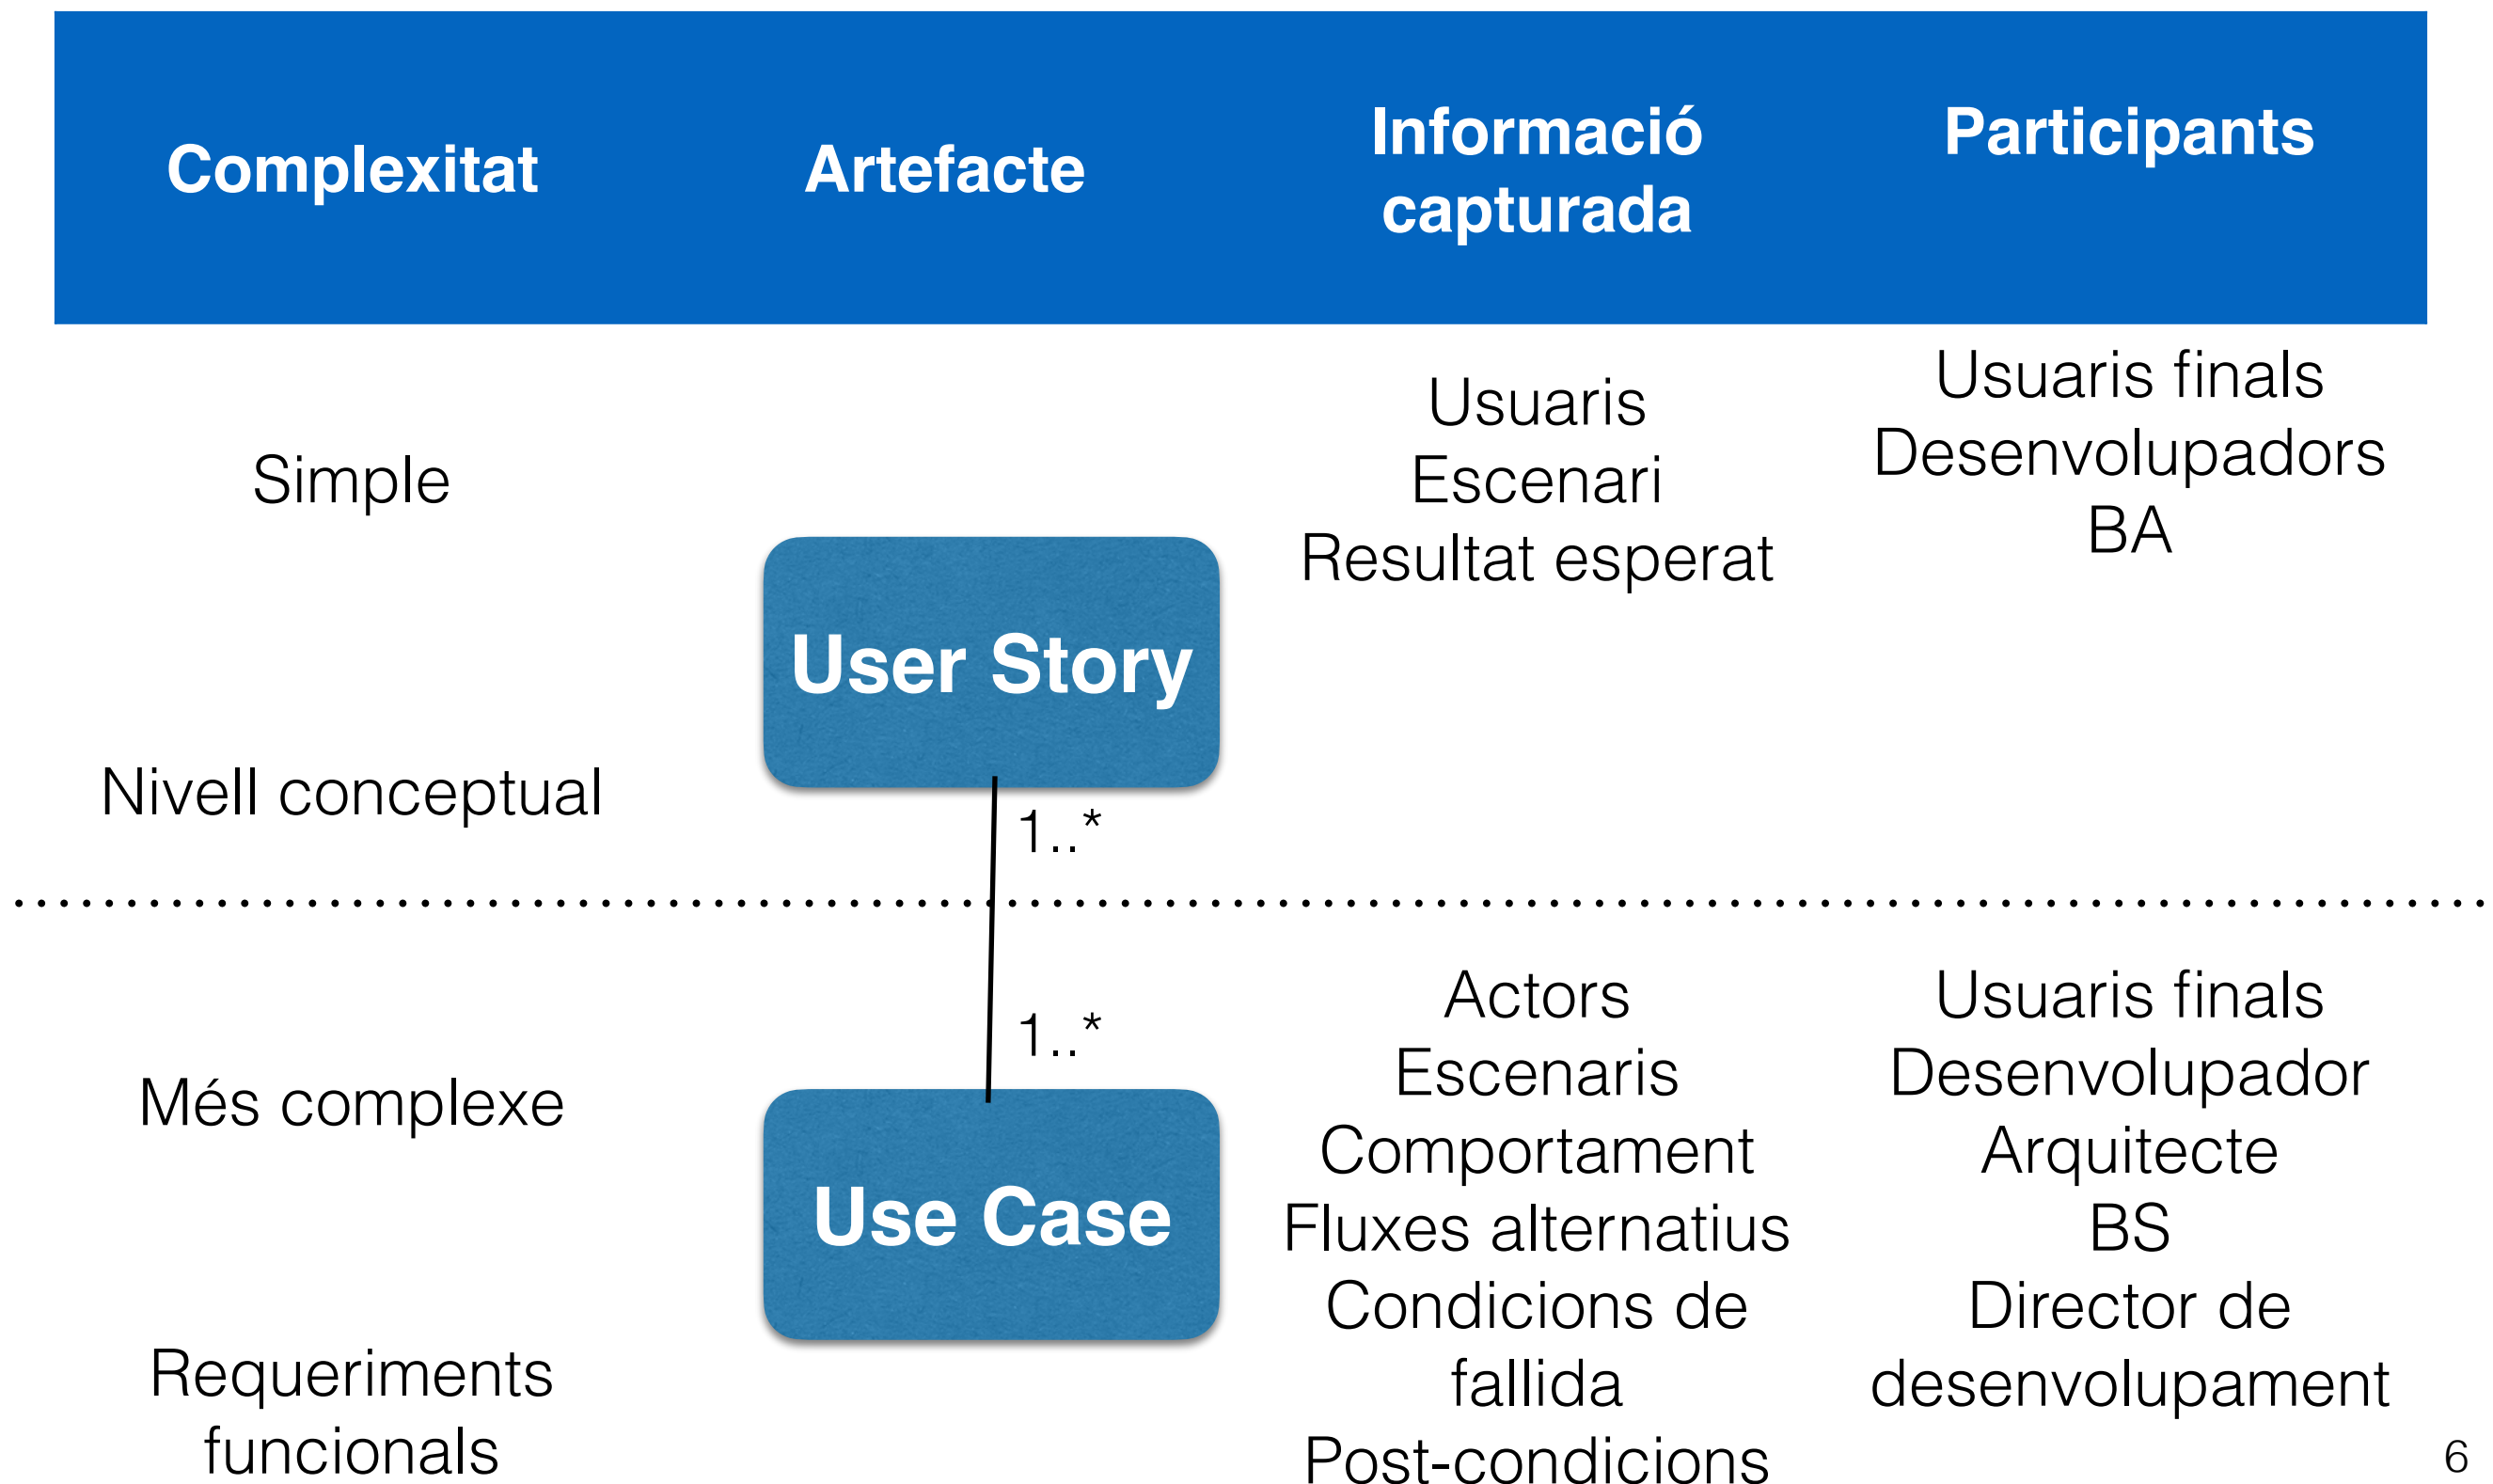 Complexitat
Artefacte
Informació
capturada
Participants
Simple
Nivell conceptual
User Story
Usuaris
Escenari
Resultat esperat
Usuaris finals
Desenvolupadors
BA
1..*
1..*
Més complexe
Requeriments
funcionals
Use Case
Actors
Escenaris
Comportament
Fluxes alternatius
Condicions de
fallida
Post-condicions
Usuaris finals
Desenvolupador
Arquitecte
BS
Director de
desenvolupament
6